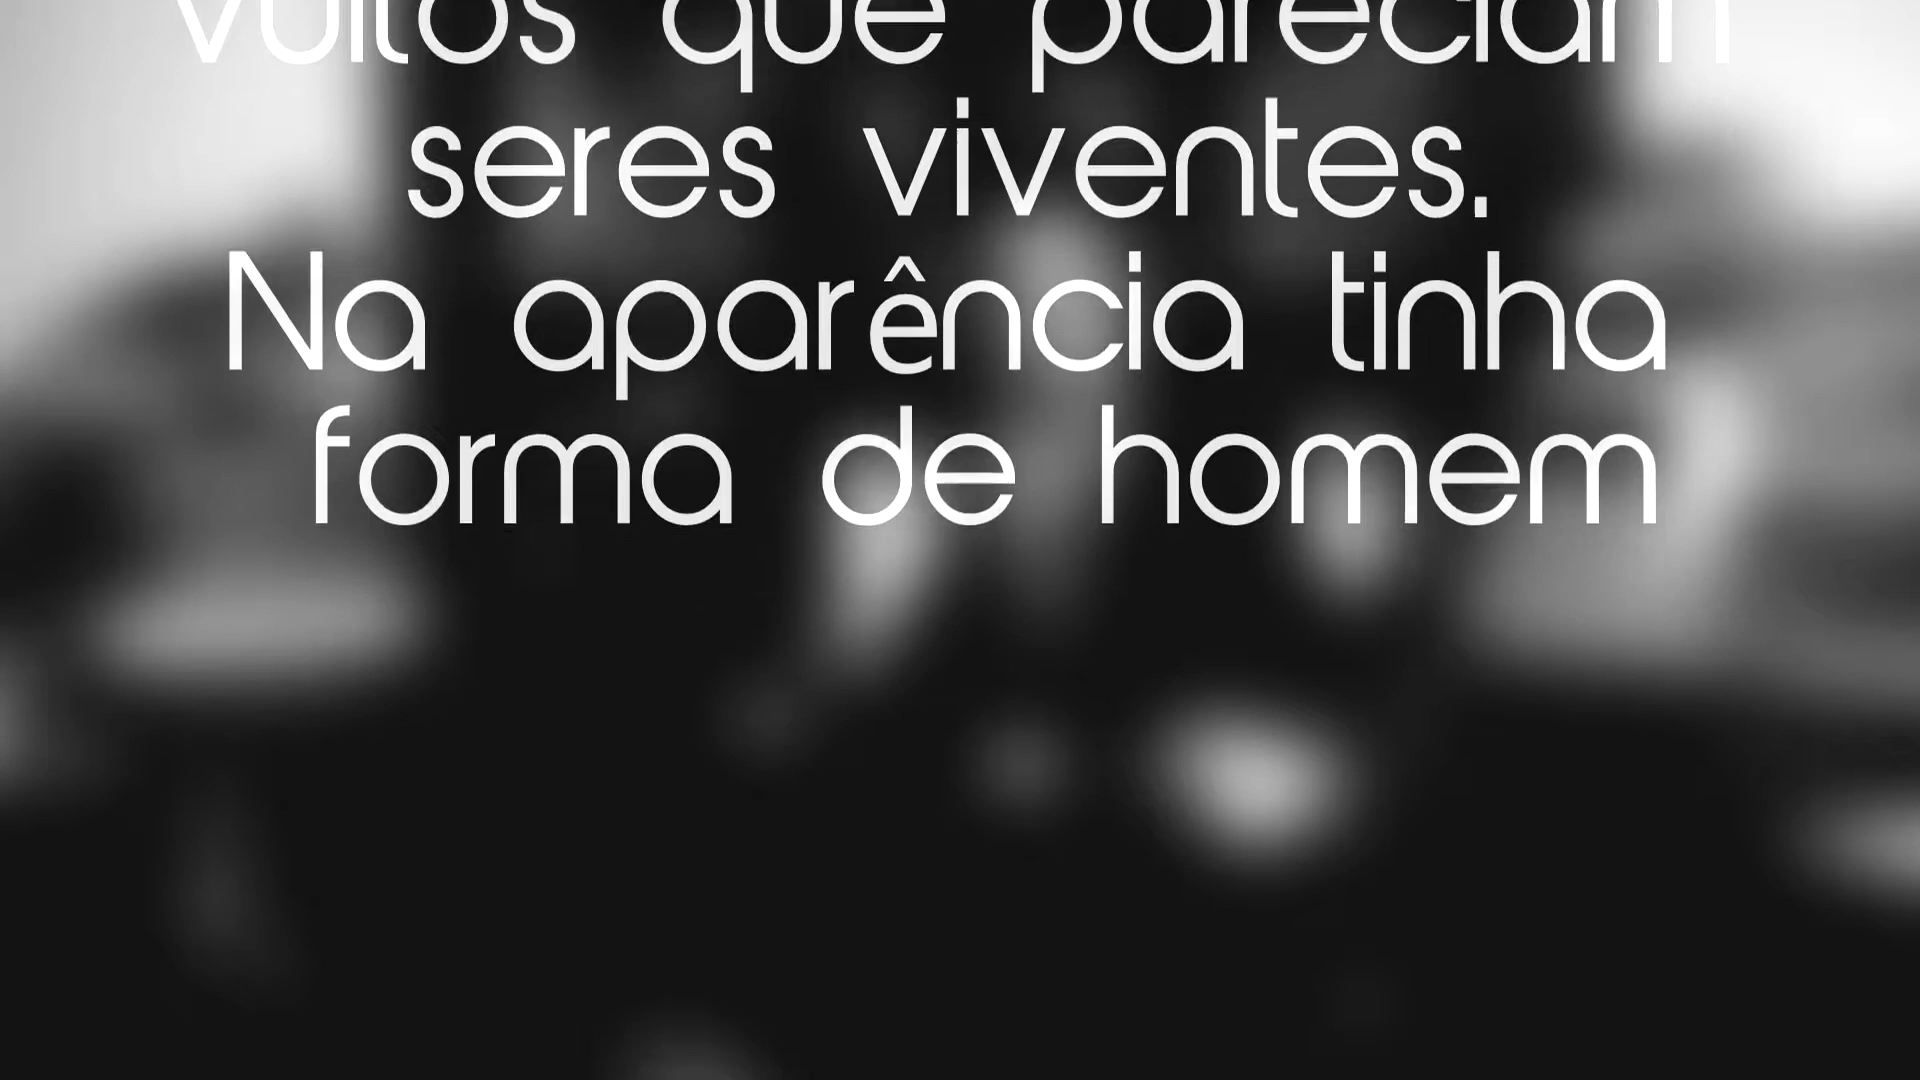 vultos que pareciam
seres viventes.
Na aparência tinha
forma de homem